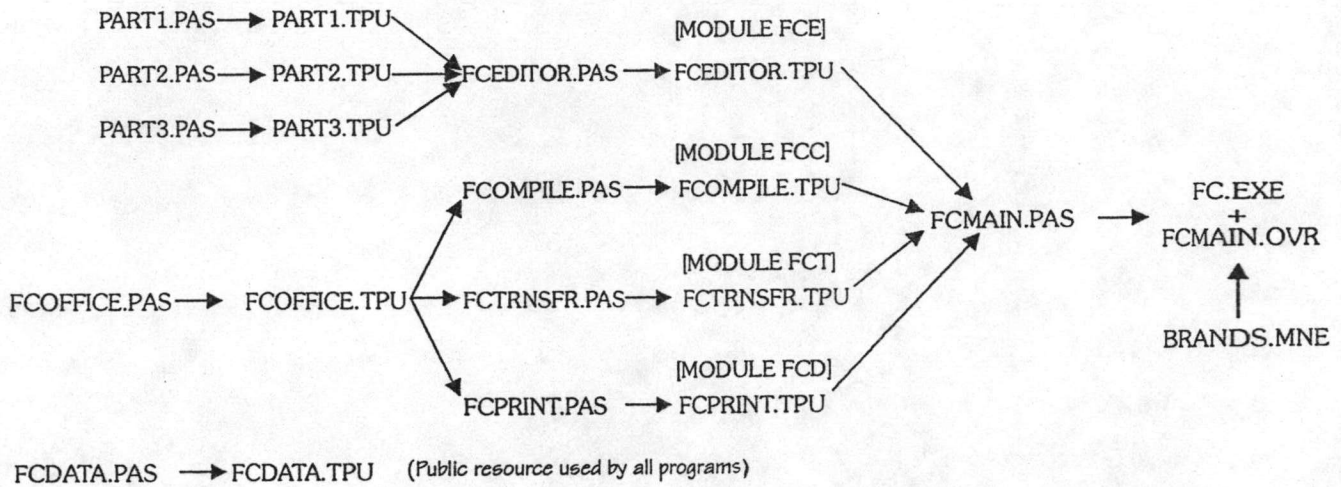 PART1.PAS PART1.TPU
[MODULE FCE]
PART2.PAS PART2.TPU FCEDITOR.PAS FCEDITOR.TPU
PART3.PAS PART3.TPU
[MODULE FCC]
FCOMPILE.PAS FCOMPILE.TPU
FC.EXE
+
FCMAIN.PAS
FCMAIN.OVR
[MODULE FCT]
FCOFFICE.PAS FCOFFICE.TPU FCTRNSFR.PAS FCTRNSFR.TPU
BRANDS.MNE
[MODULE FCD]
FCPRINT.PAS FCPRINT.TPU
FCDATA.PAS FCDATA.TPU (Public resource used by all programs)